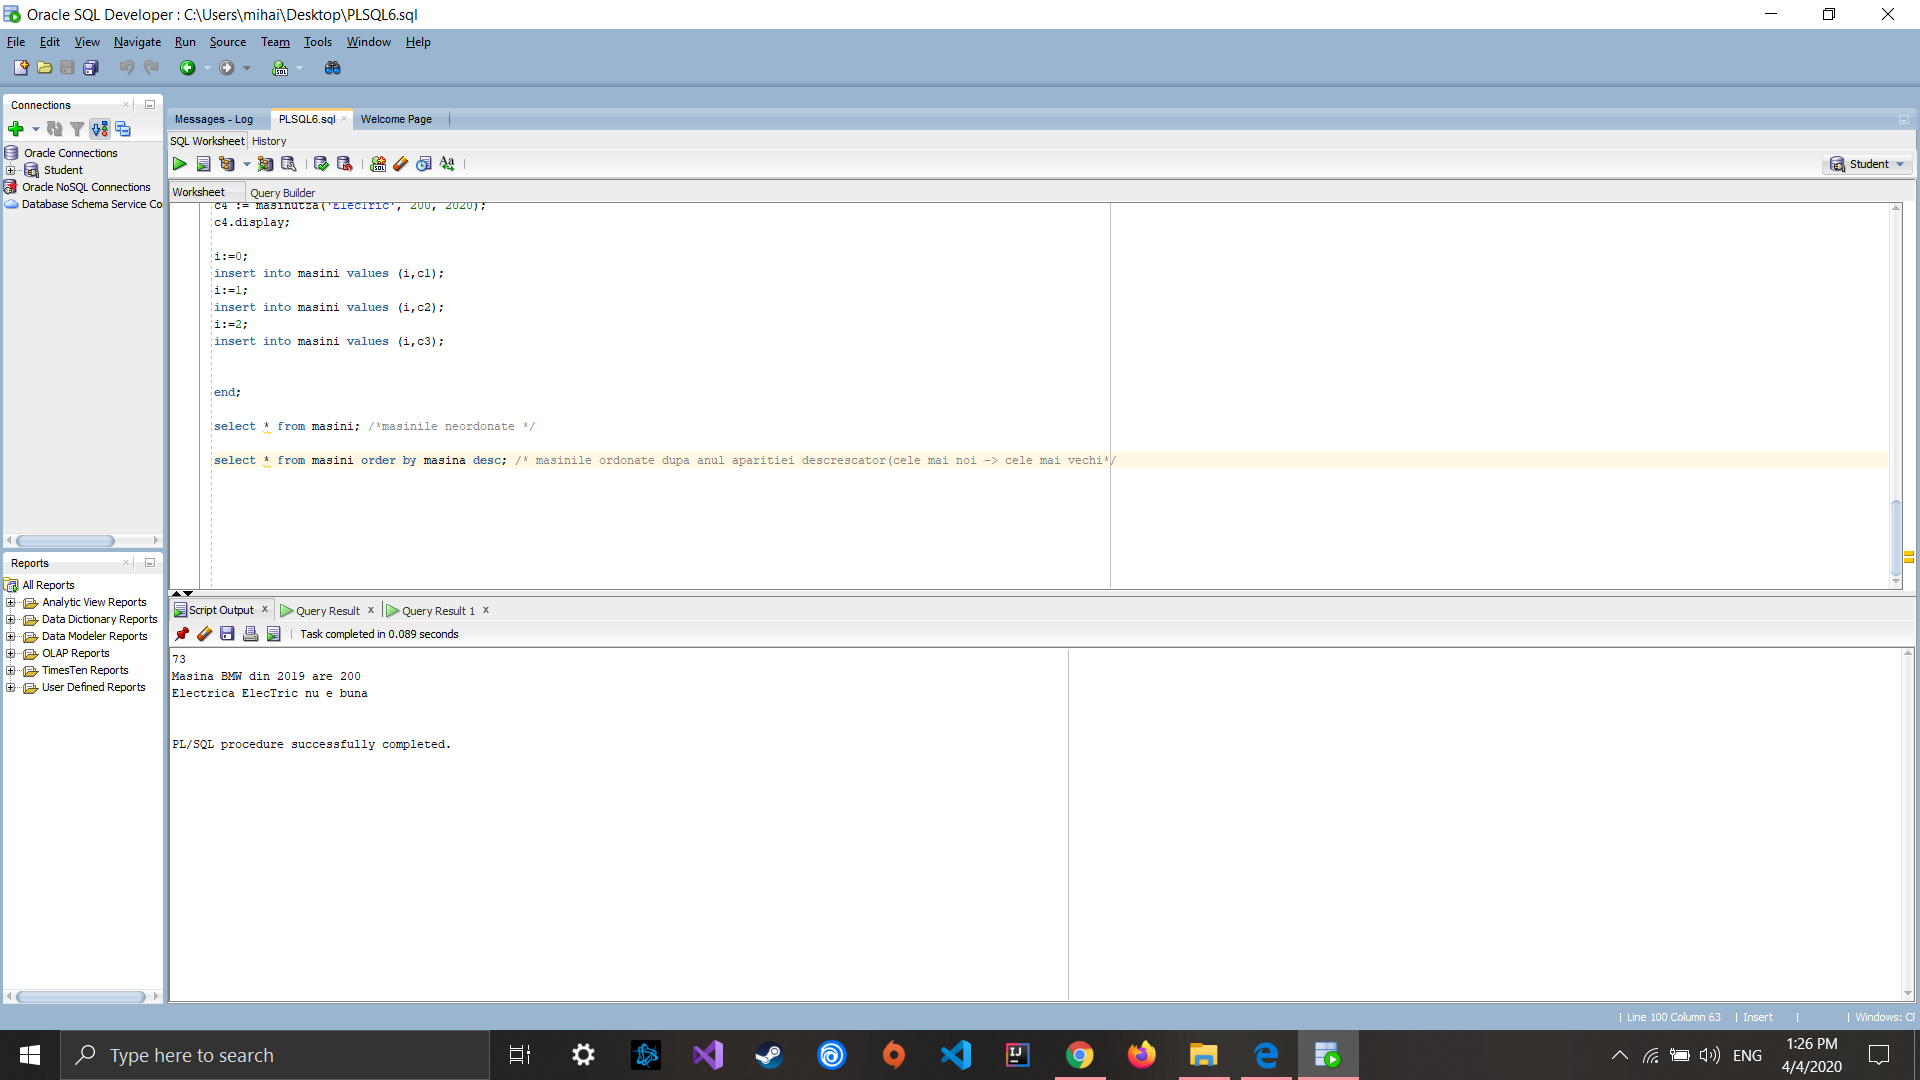 Oracle SQL Developer : C:\Users\mihai\Desktop\PLSQL6.sql
File Edit View Navigate Run Source Team Tools Window Help
Connections
Oracle Connections
Student
Oracle NoSQL Connections
Database Schema Service Co
Reports
All Reports
Analytic View Reports
Data Dictionary Reports
Data Modeler Reports
OLAP Reports
TimesTen Reports
User Defined Reports
Messages - Log PLSQL6.sql Welcome Page
SQL Worksheet History
Student
Worksheet Query Builder
c4 := masinutza('ElecTric', 200, 2020);
c4.display;
i:=0;
insert into masini values (i,c1);
i:=1;
insert into masini values (i,c2);
i:=2;
insert into masini values (i,c3);
end;
select * from masini; /*masinile neordonate */
select * from masini order by masina desc; /* masinile ordonate dupa anul aparitiei descrescator(cele mai noi -> cele mai vechi*/
Script Output x Query Result x Query Result 1 x
Task completed in 0.089 seconds
73
Masina BMW din 2019 are 200
Electrica ElecTric nu e buna
PL/SQL procedure successfully completed.
Line 100 Column 63 Insert Windows: CF
Type here to search
ENG
1:26 PM
4/4/2020